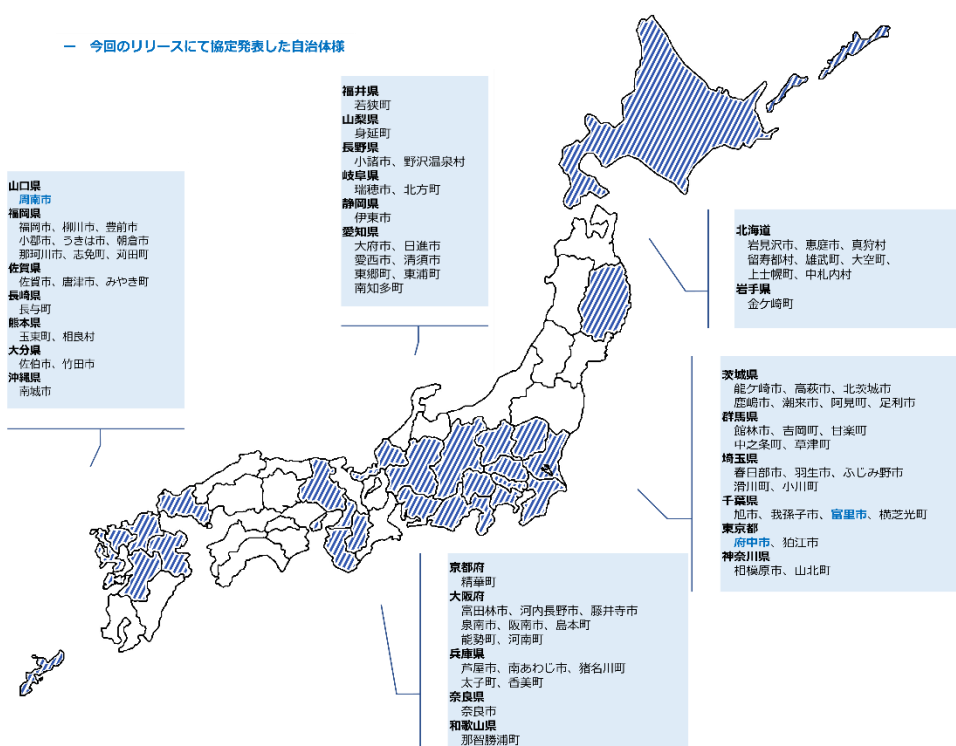 ― 今回のリリースにて協定発表した自治体様
福井県
若狭町
山梨県
身延町
長野県
小諸市、野沢温泉村
岐阜県
瑞穂市、北方町
静岡県
伊東市
愛知県
大府市、日進市
愛西市、清須市
東郷町、東浦町
南知多町
山口県
周南市
福岡県
福岡市、柳川市、豊前市
小郡市、うきは市、朝倉市
那珂川市、志免町、苅田町
佐賀県
佐賀市、唐津市、みやき町
長崎県
長与町
熊本県
玉東町、相良村
大分県
佐伯市、竹田市
沖縄県
南城市
北海道
岩見沢市、恵庭市、真狩村
留寿都村、雄武町、大空町、
上士幌町、中札内村
岩手県
金ケ崎町
茨城県
龍ケ崎市、高萩市、北茨城市
鹿嶋市、潮来市、阿見町、足利市
群馬県
館林市、吉岡町、甘楽町
中之条町、草津町
埼玉県
春日部市、羽生市、ふじみ野市
滑川町、小川町
千葉県
旭市、我孫子市、富里市、横芝光町
東京都
府中市、狛江市
神奈川県
相模原市、山北町
京都府
精華町
大阪府
富田林市、河内長野市、藤井寺市
泉南市、阪南市、島本町
能勢町、河南町
兵庫県
芦屋市、南あわじ市、猪名川町
太子町、香美町
奈良県
奈良市
和歌山県
那智勝浦町